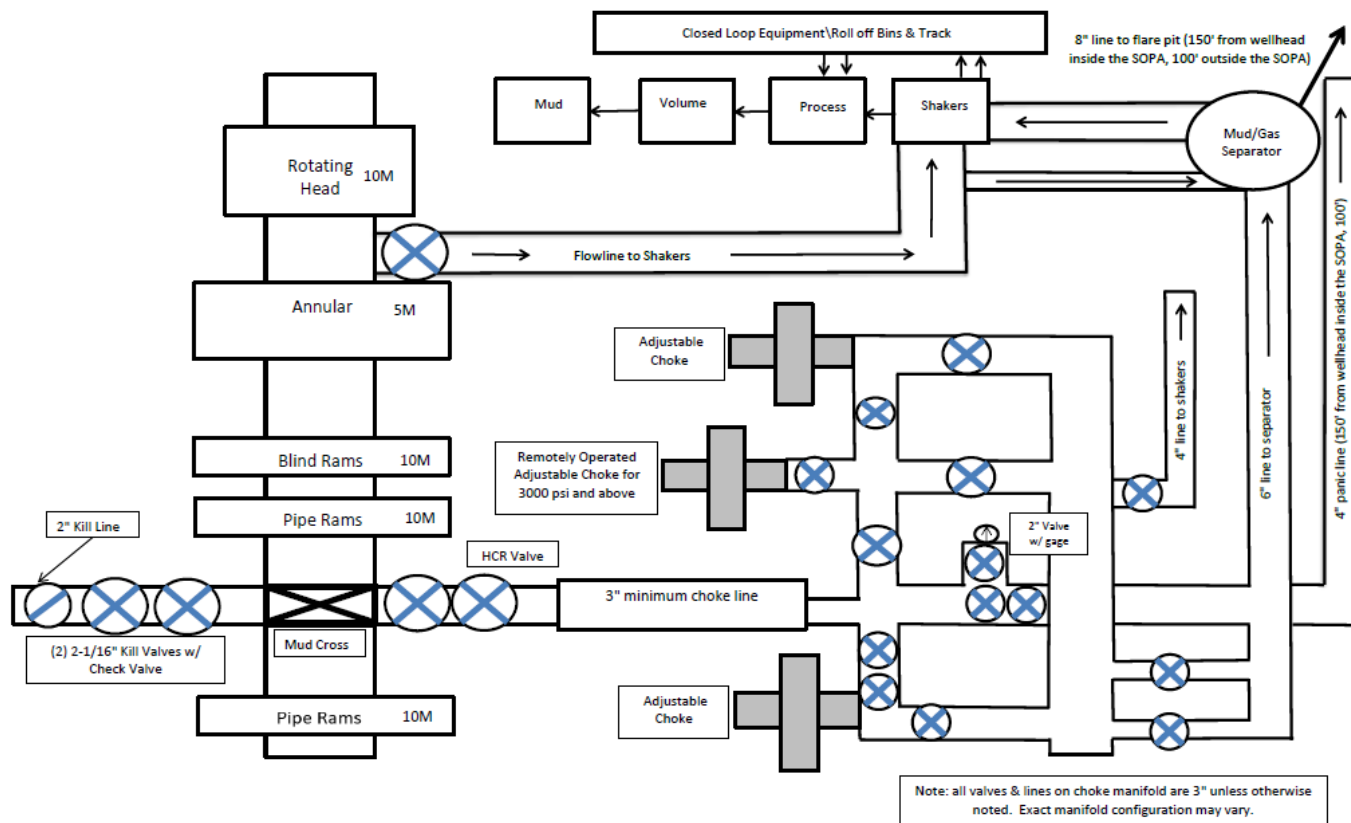 Closed Loop Equipment\Roll off Bins & Track
8" line to flare pit (150' from wellhead
inside the SOPA, 100' outside the SOPA)
Mud
Volume
Process
Shakers
Mud/Gas
Separator
Rotating
Head
10M
Flowline to Shakers
Annular
5M
Adjustable
Choke
Blind Rams
10M
Remotely Operated
Adjustable Choke for
3000 psi and above
4" line to shakers
6" line to separator
4" panic line (150' from wellhead inside the SOPA, 100')
Pipe Rams
10M
2" Kill Line
HCR Valve
2" Valve
w/ gage
3" minimum choke line
(2) 2-1/16" Kill Valves w/
Check Valve
Mud Cross
Pipe Rams
10M
Adjustable
Choke
Note: all valves & lines on choke manifold are 3" unless otherwise
noted. Exact manifold configuration may vary.